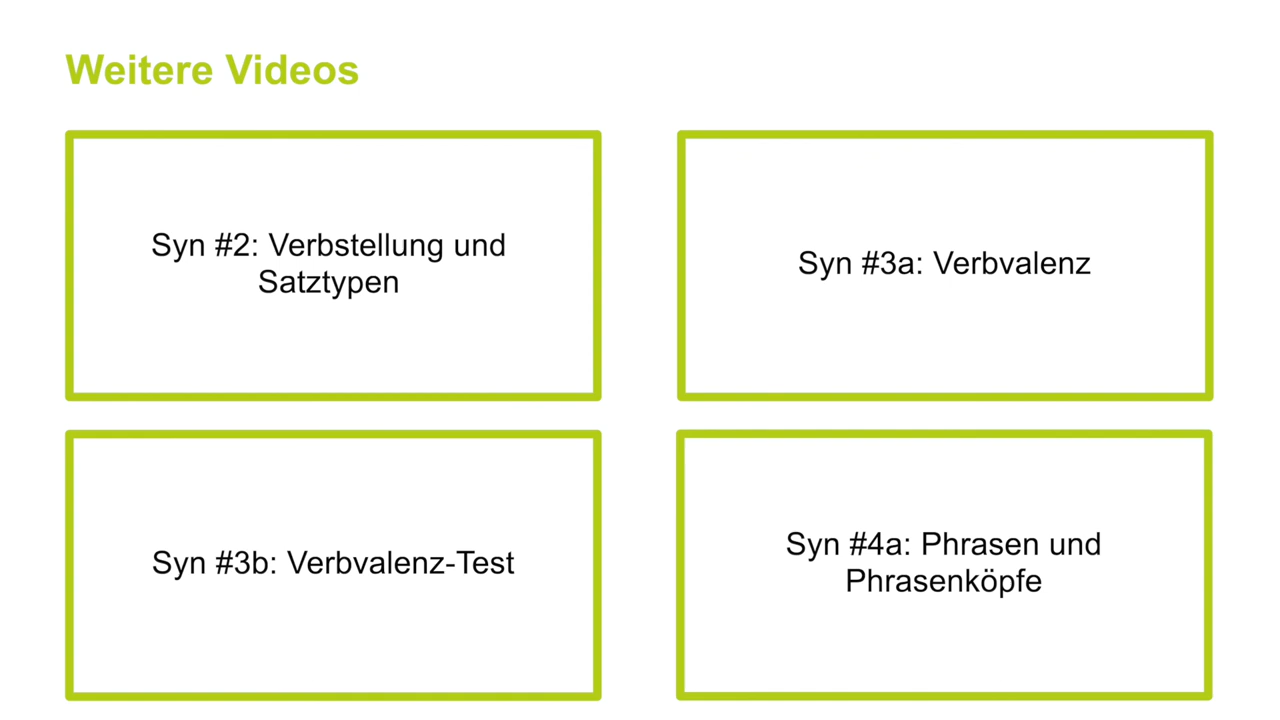 Weitere Videos
Syn #2: Verbstellung und
Satztypen
Syn #3a: Verbvalenz
Syn #3b: Verbvalenz-Test
Syn #4a: Phrasen und
Phrasenköpfe